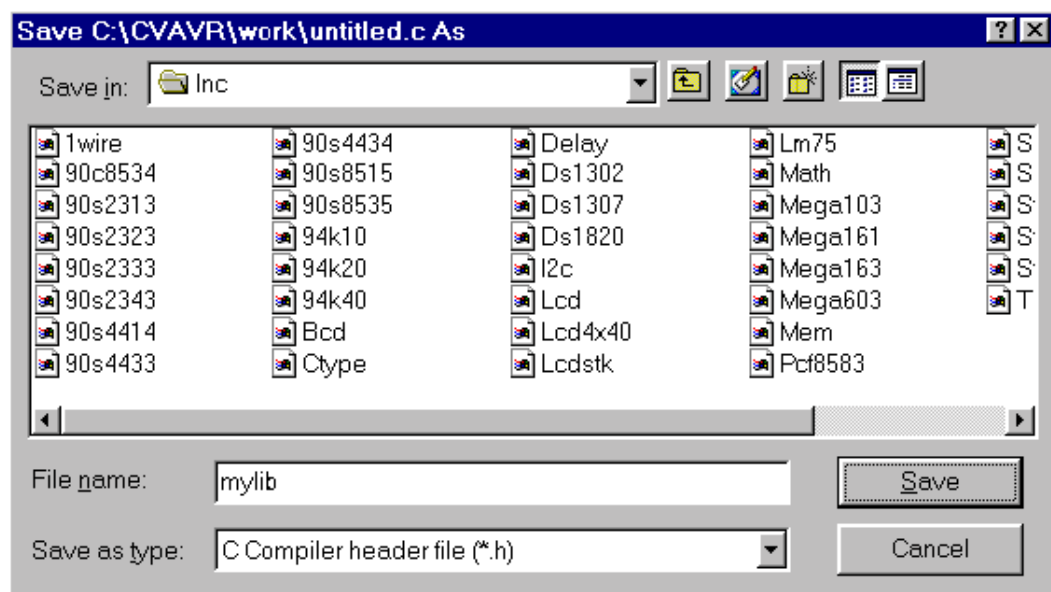 Save C:\CVAVR\work\untitled.c As
Save in: Inc
1wire 90s4434 Delay Lm75 S
90c8534 90s8515 Ds1302 Math S
90s2313 90s8535 Ds1307 Mega103 S
90s2323 94k10 Ds1820 Mega161 S
90s2333 94k20 I2c Mega163 S
90s2343 94k40 Lcd Mega603 T
90s4414 Bcd Lcd4x40 Mem
90s4433 Ctype Lcdstk Pcf8583
File name: mylib Save
Save as type: C Compiler header file (*.h) Cancel